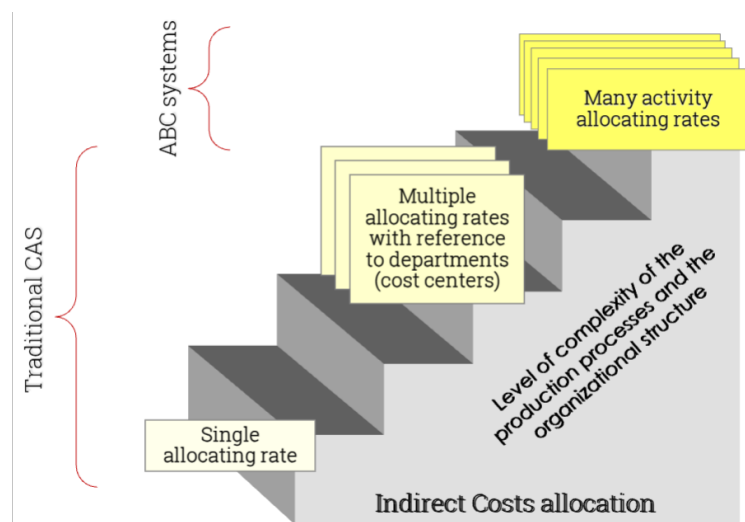 ABC systems
Many activity
allocating rates
Traditional CAS
Multiple
allocating rates
with reference
to departments
(cost centers)
Level of complexity of the
production processes and the
organizational structure
Single
allocating rate
Indirect Costs allocation